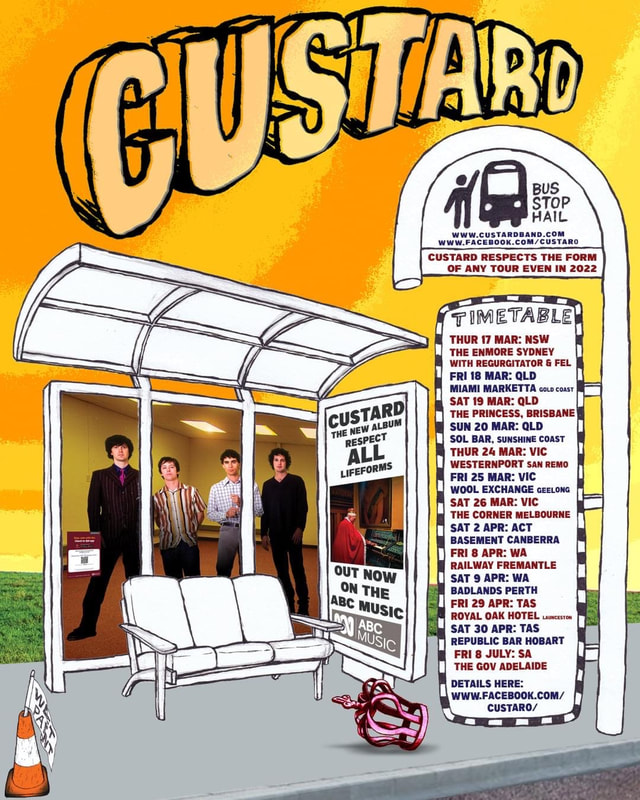 CUSTARD
BUS
STOP
HAIL
WWW.CUSTARDBAND.COM
WWW.FACEBOOK.COM/CUSTARO
CUSTARD RESPECTS THE FORM
OF ANY TOUR EVEN IN 2022
TIMETABLE
THUR 17 MAR: NSW
THE ENMORE SYDNEY
WITH REGURGITATOR & FEL
FRI 18 MAR: QLD
MIAMI MARKETTA GOLD COAST
SAT 19 MAR: QLD
THE PRINCESS, BRISBANE
SUN 20 MAR: QLD
SOL BAR, SUNSHINE COAST
THUR 24 MAR: VIC
WESTERNPORT SAN REMO
FRI 25 MAR: VIC
WOOL EXCHANGE GEELONG
SAT 26 MAR: VIC
THE CORNER MELBOURNE
SAT 2 APR: ACT
BASEMENT CANBERRA
FRI 8 APR: WA
RAILWAY FREMANTLE
SAT 9 APR: WA
BADLANDS PERTH
FRI 29 APR: TAS
ROYAL OAK HOTEL LAUNCESTON
SAT 30 APR: TAS
REPUBLIC BAR HOBART
FRI 8 JULY: SA
THE GOV ADELAIDE
DETAILS HERE:
WWW.FACEBOOK.COM/
CUSTARO/
CUSTARD
THE NEW ALBUM
RESPECT
ALL
LIFEFORMS
OUT NOW
ON THE
ABC MUSIC
ABC
MUSIC
WET
PAINT